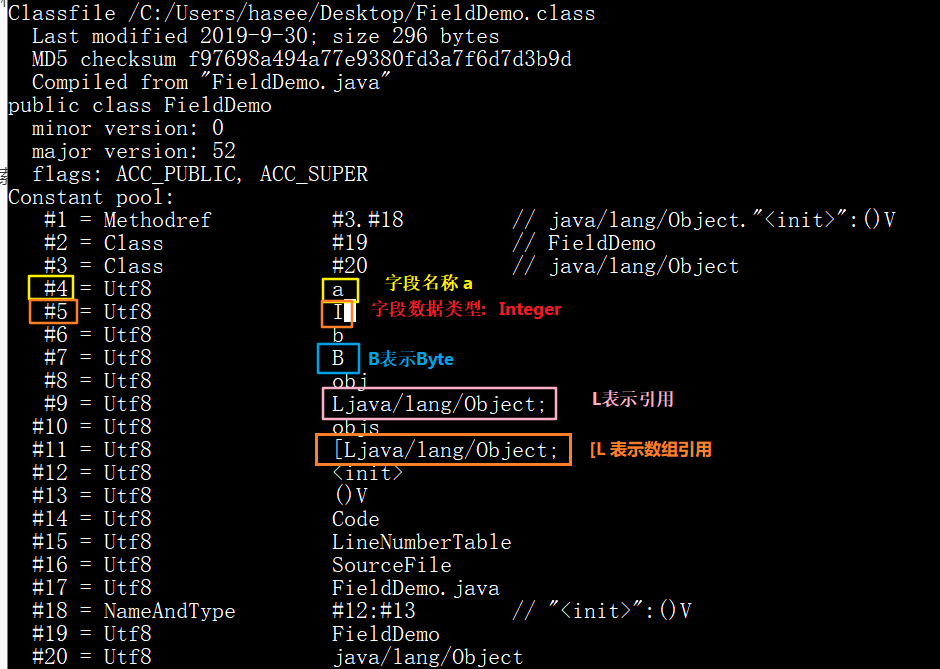 Classfile /C:/Users/hasee/Desktop/FieldDemo.class
Last modified 2019-9-30; size 296 bytes
MD5 checksum f97698a494a77e9380fd3a7f6d7d3b9d
Compiled from "FieldDemo.java"
public class FieldDemo
minor version: 0
major version: 52
flags: ACC_PUBLIC, ACC_SUPER
Constant pool:
#1 = Methodref #3.#18 // java/lang/Object."<init>":()V
#2 = Class #19 // FieldDemo
#3 = Class #20 // java/lang/Object
#4 = Utf8 a 字段名称 a
#5 = Utf8 I 字段数据类型: Integer
#6 = Utf8 b
#7 = Utf8 B B表示Byte
#8 = Utf8 obj
#9 = Utf8 Ljava/lang/Object; L表示引用
#10 = Utf8 objs
#11 = Utf8 [Ljava/lang/Object; [L 表示数组引用
#12 = Utf8 <init>
#13 = Utf8 ()V
#14 = Utf8 Code
#15 = Utf8 LineNumberTable
#16 = Utf8 SourceFile
#17 = Utf8 FieldDemo.java
#18 = NameAndType #12:#13 // "<init>":()V
#19 = Utf8 FieldDemo
#20 = Utf8 java/lang/Object